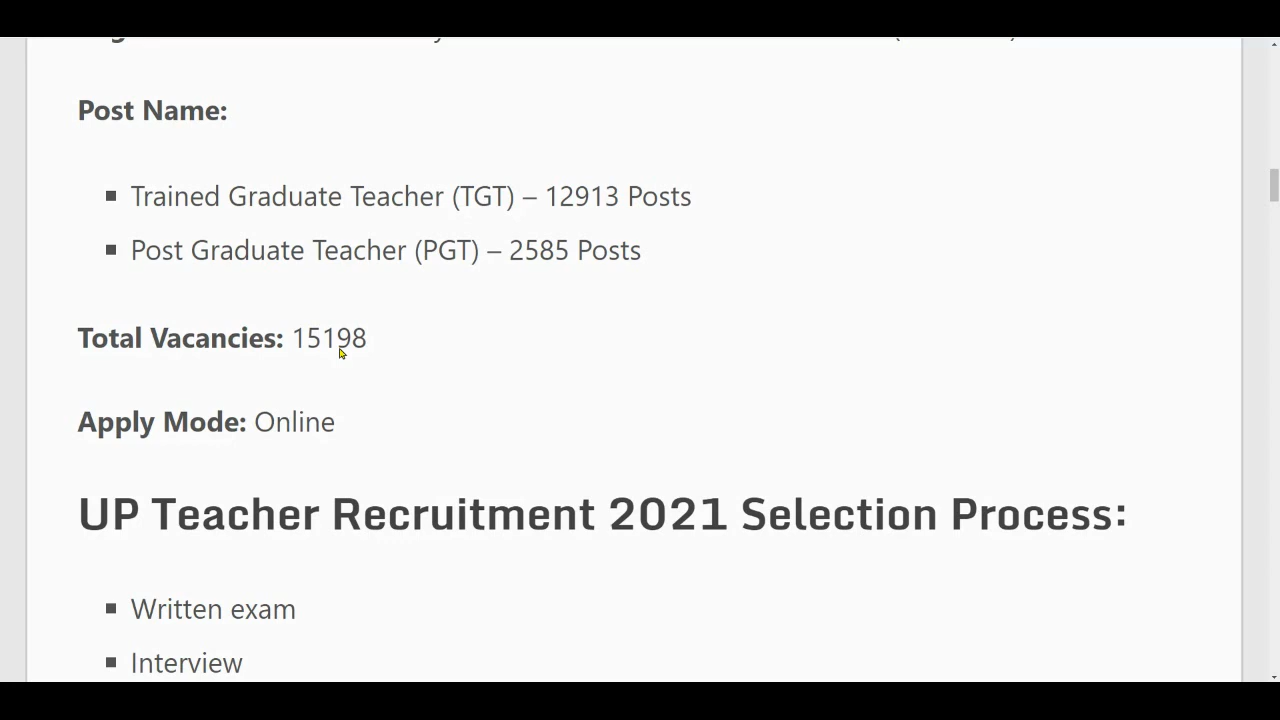 Post Name:
Trained Graduate Teacher (TGT) – 12913 Posts
Post Graduate Teacher (PGT) – 2585 Posts
Total Vacancies: 15198
Apply Mode: Online
UP Teacher Recruitment 2021 Selection Process:
Written exam
Interview